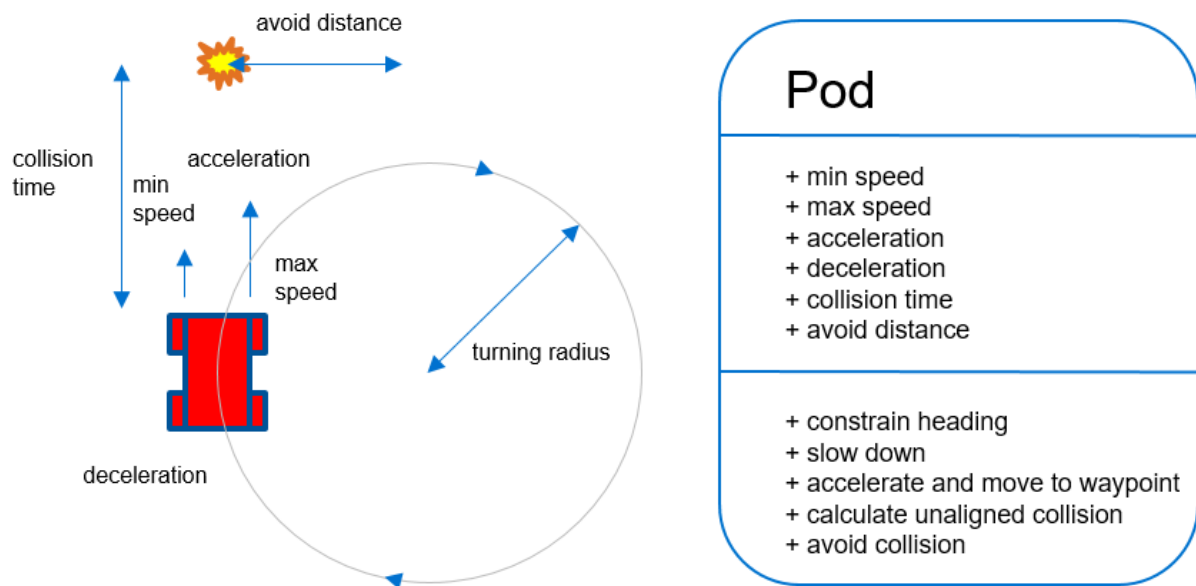 avoid distance
collision
time
acceleration
min
speed
max
speed
turning radius
deceleration
Pod
+ min speed
+ max speed
+ acceleration
+ deceleration
+ collision time
+ avoid distance
+ constrain heading
+ slow down
+ accelerate and move to waypoint
+ calculate unaligned collision
+ avoid collision